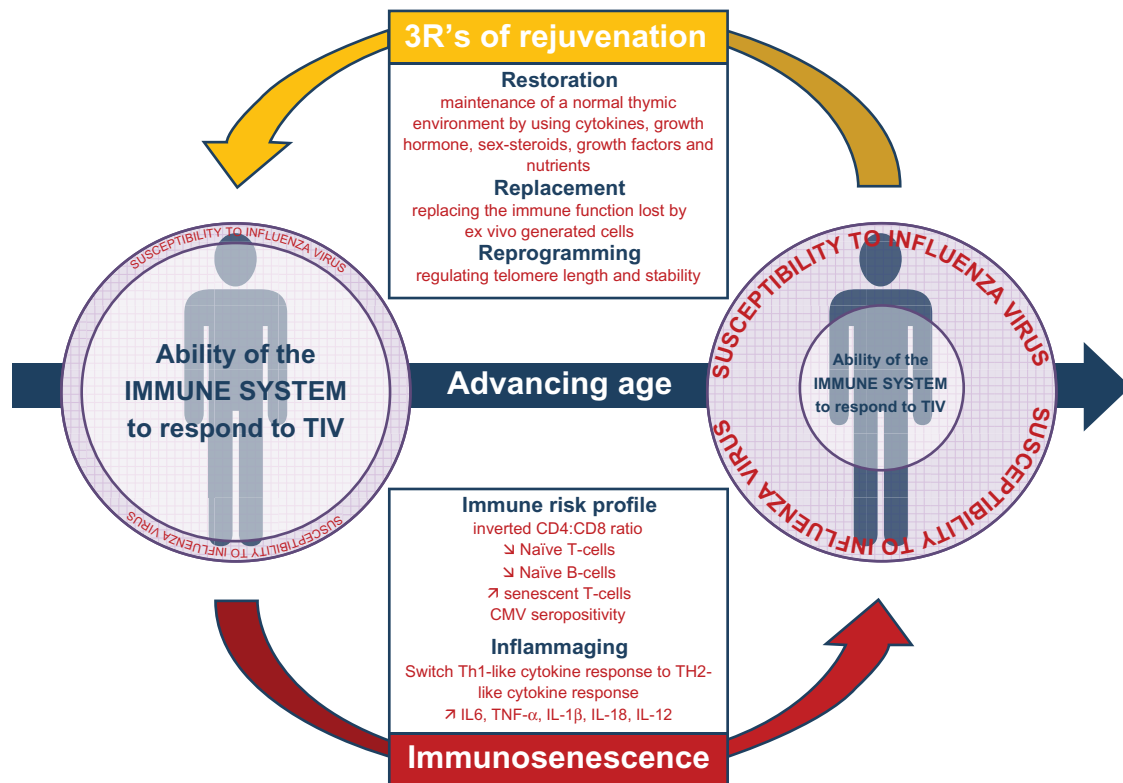 3R's of rejuvenation
Restoration
maintenance of a normal thymic
environment by using cytokines, growth
hormone, sex-steroids, growth factors and
nutrients
Replacement
replacing the immune function lost by
ex vivo generated cells
Reprogramming
regulating telomere length and stability
SUSCEPTIBILITY TO INFLUENZA VIRUS
Ability of the
IMMUNE SYSTEM
to respond to TIV
SUSCEPTIBILITY TO INFLUENZA VIRUS
Advancing age
SUSCEPTIBILITY TO INFLUENZA VIRUS
Ability of the
IMMUNE SYSTEM
to respond to TIV
SUSCEPTIBILITY TO INFLUENZA VIRUS
Immune risk profile
inverted CD4:CD8 ratio
↘ Naïve T-cells
↘ Naïve B-cells
↗ senescent T-cells
CMV seropositivity
Inflammaging
Switch Th1-like cytokine response to TH2-
like cytokine response
↗ IL6, TNF-α, IL-1β, IL-18, IL-12
Immunosenescence